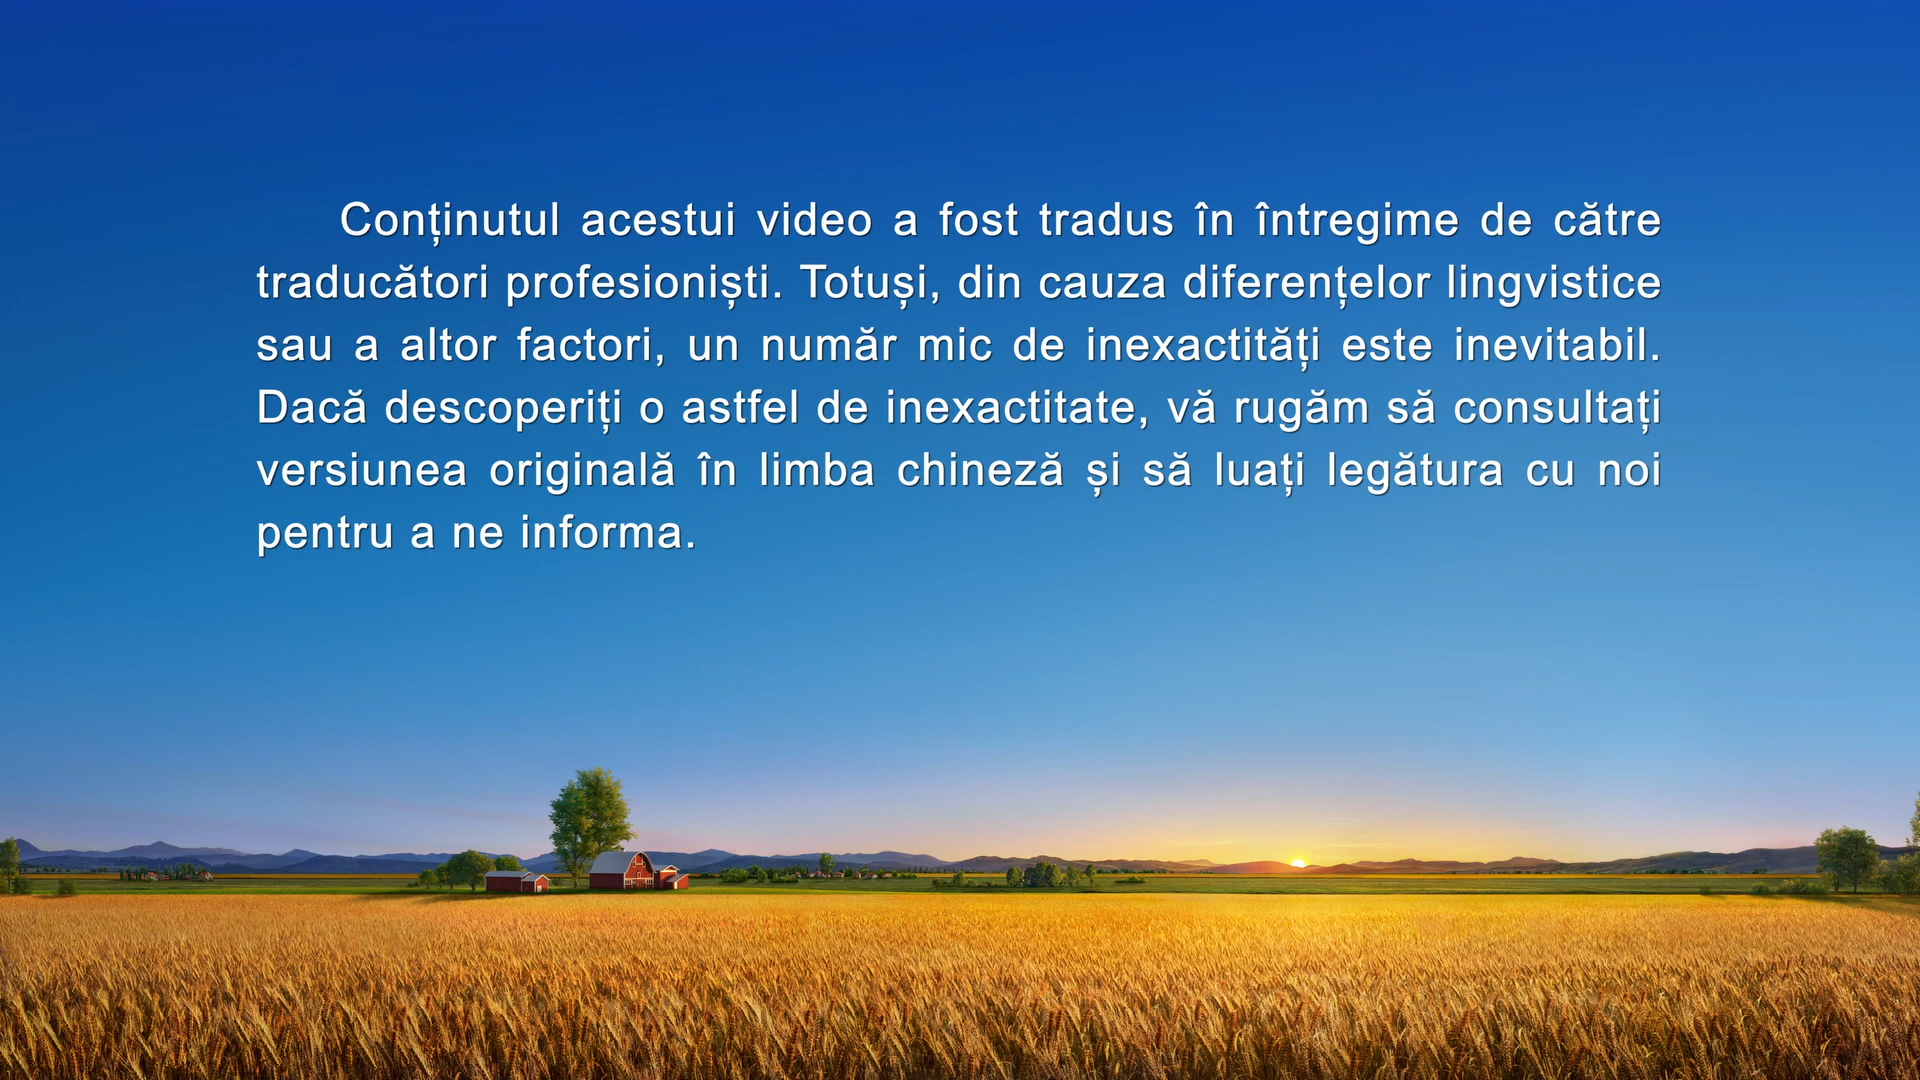 Conținutul acestui video a fost tradus în întregime de către
traducători profesioniști. Totuși, din cauza diferențelor lingvistice
sau a altor factori, un număr mic de inexactități este inevitabil.
Dacă descoperiți o astfel de inexactitate, vă rugăm să consultați
versiunea originală în limba chineză și să luați legătura cu noi
pentru a ne informa.